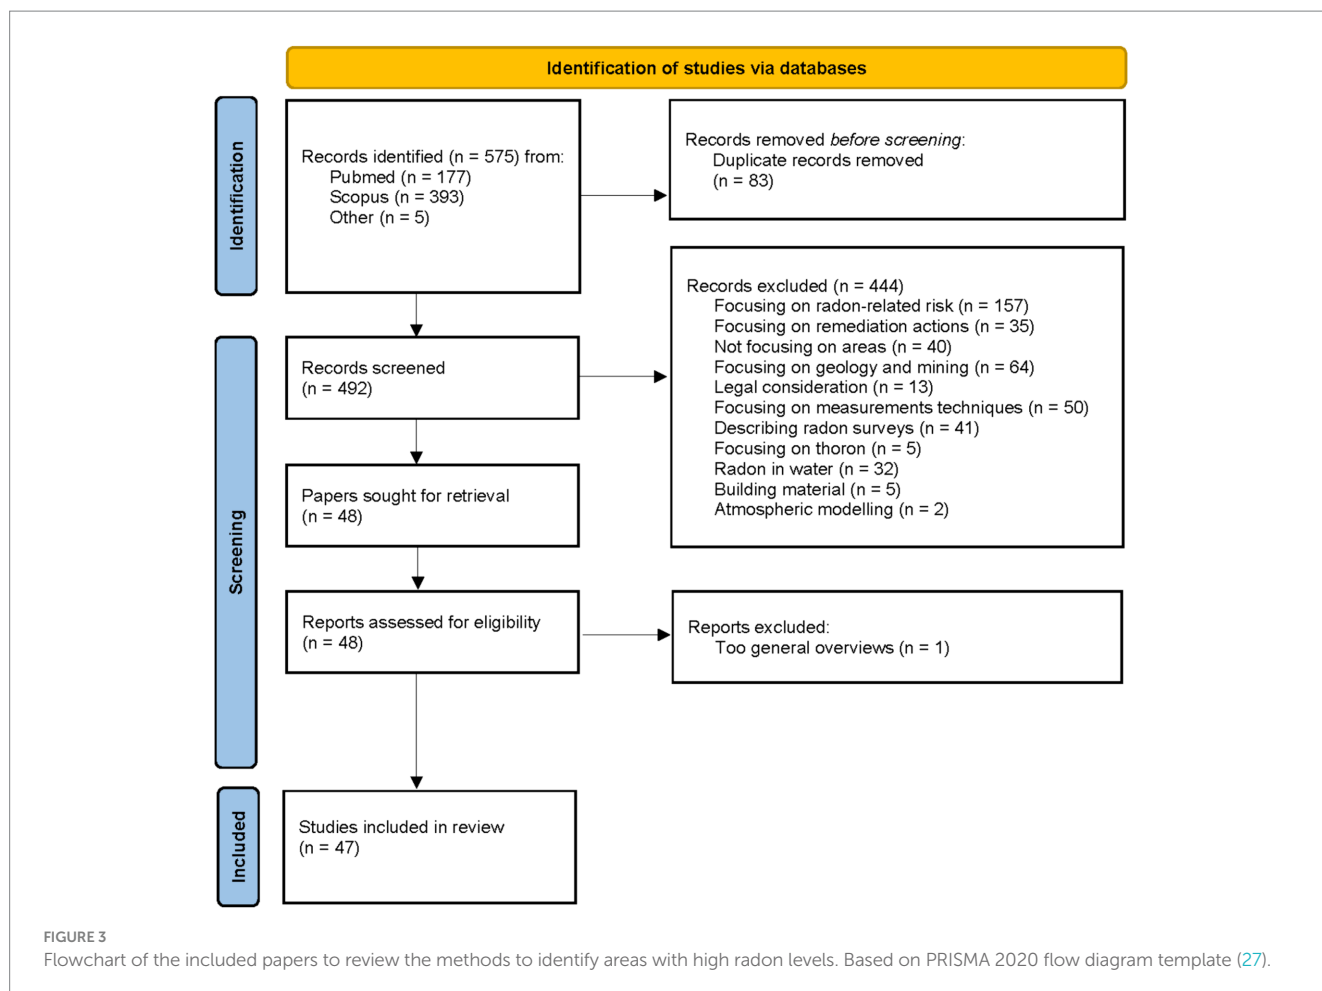 Identification of studies via databases
Identification
Records identified (n = 575) from:
Pubmed (n = 177)
Scopus (n = 393)
Other (n = 5)
Records removed before screening:
Duplicate records removed
(n = 83)
Screening
Records screened
(n = 492)
Records excluded (n = 444)
Focusing on radon-related risk (n = 157)
Focusing on remediation actions (n = 35)
Not focusing on areas (n = 40)
Focusing on geology and mining (n = 64)
Legal consideration (n = 13)
Focusing on measurements techniques (n = 50)
Describing radon surveys (n = 41)
Focusing on thoron (n = 5)
Radon in water (n = 32)
Building material (n = 5)
Atmospheric modelling (n = 2)
Papers sought for retrieval
(n = 48)
Reports assessed for eligibility
(n = 48)
Reports excluded:
Too general overviews (n = 1)
Included
Studies included in review
(n = 47)
FIGURE 3
Flowchart of the included papers to review the methods to identify areas with high radon levels. Based on PRISMA 2020 flow diagram template (27).